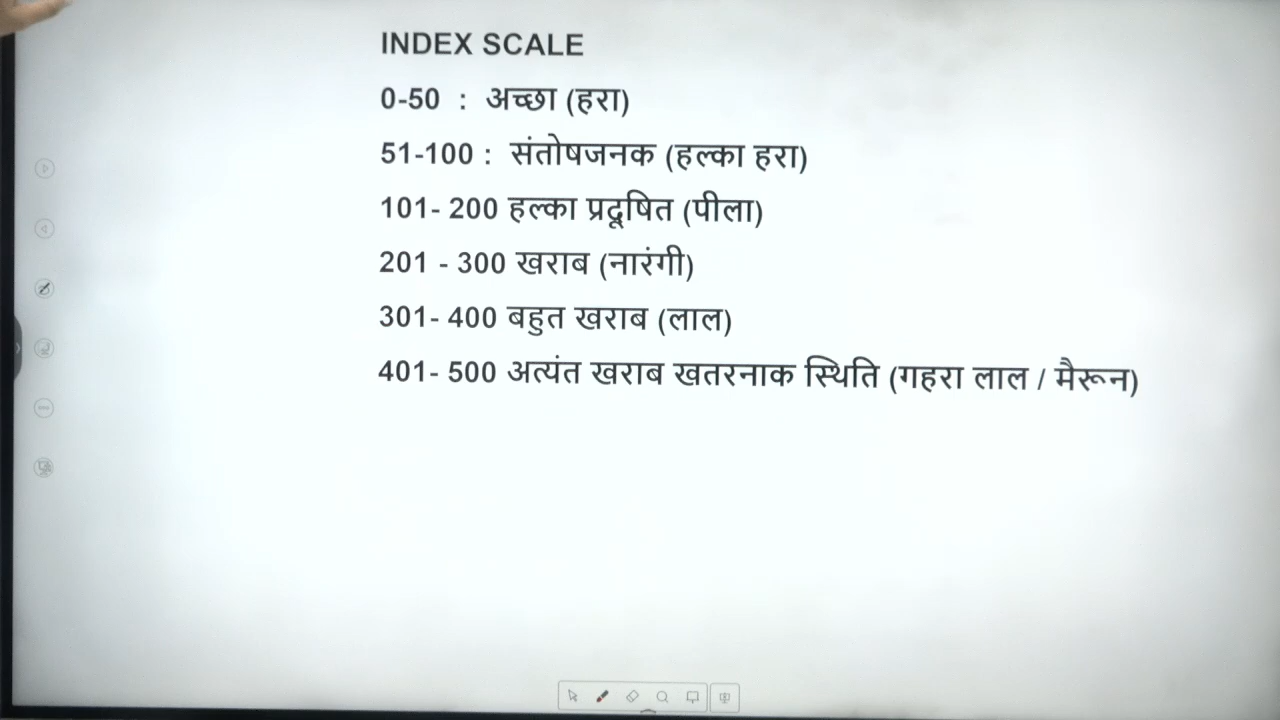 INDEX SCALE
0-50 : अच्छा (हरा)
51-100 : संतोषजनक (हल्का हरा)
101- 200 हल्का प्रदूषित (पीला)
201 - 300 खराब (नारंगी)
301- 400 बहुत खराब (लाल)
401- 500 अत्यंत खराब खतरनाक स्थिति (गहरा लाल / मैरून)